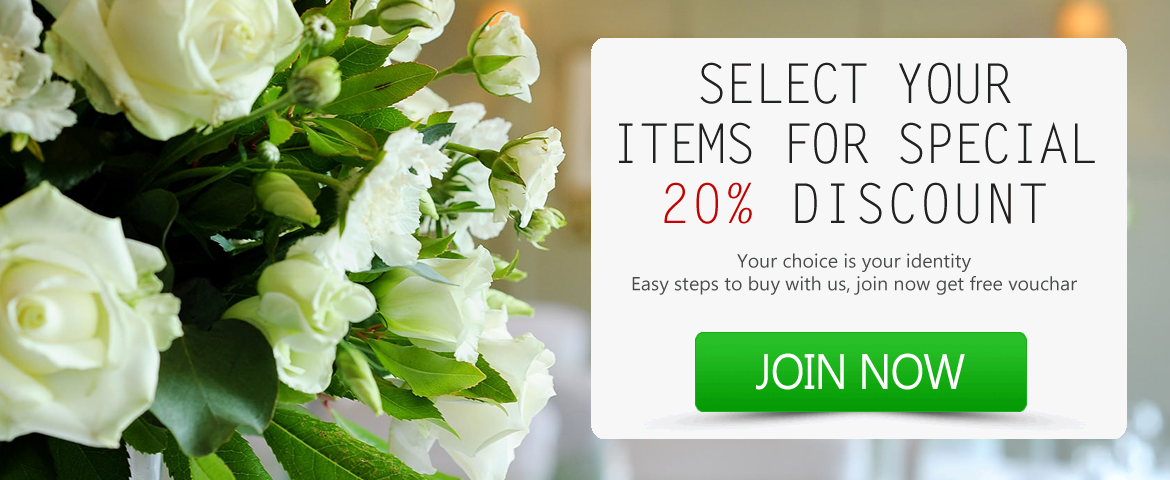 SELECT YOUR
ITEMS FOR SPECIAL
20% DISCOUNT
Your choice is your identity
Easy steps to buy with us, join now get free vouchar
JOIN NOW